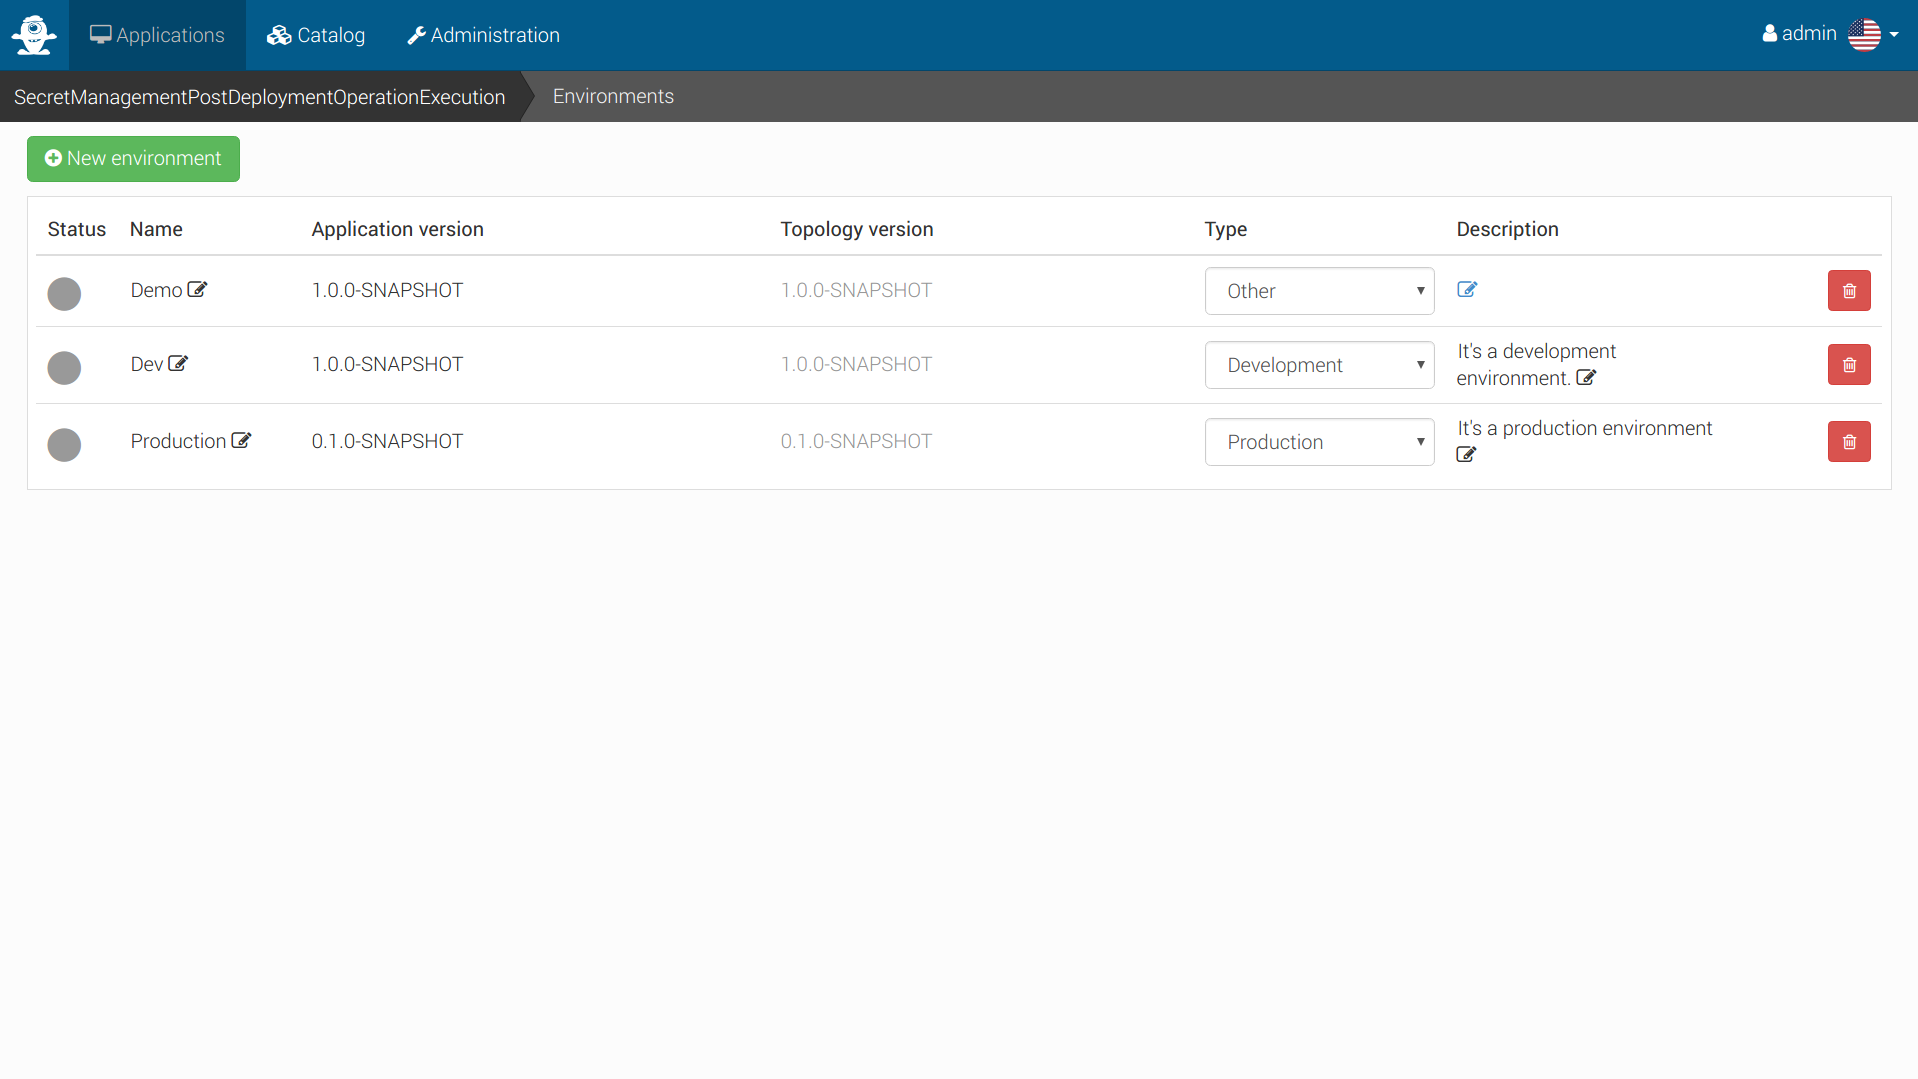 Applications Catalog Administration admin
SecretManagementPostDeploymentOperationExecution Environments
New environment
Status Name Application version Topology version Type Description
Demo 1.0.0-SNAPSHOT 1.0.0-SNAPSHOT Other
Dev 1.0.0-SNAPSHOT 1.0.0-SNAPSHOT Development It's a development
environment.
Production 0.1.0-SNAPSHOT 0.1.0-SNAPSHOT Production It's a production environment